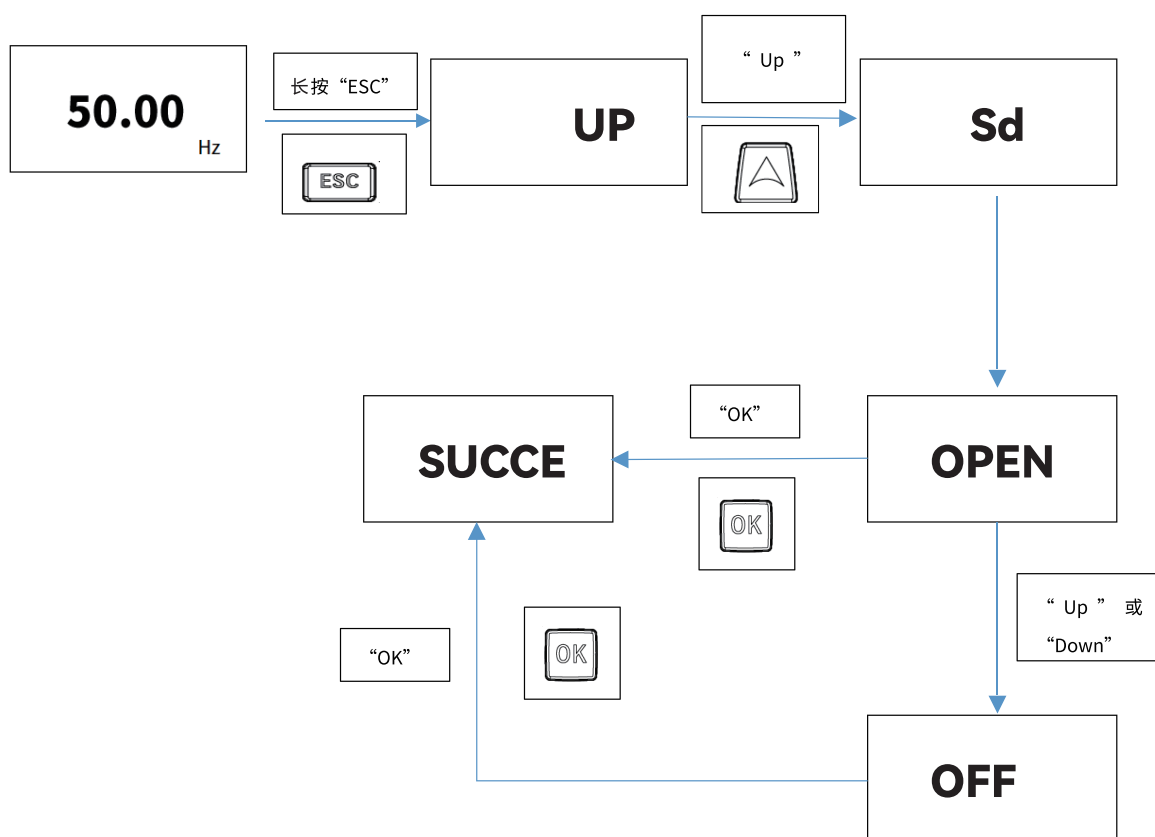 50.00
Hz
长按“ESC”
ESC
UP
“ Up ”
Sd
SUCCE
“OK”
OK
OPEN
“ Up ” 或
“Down”
“OK”
OK
OFF